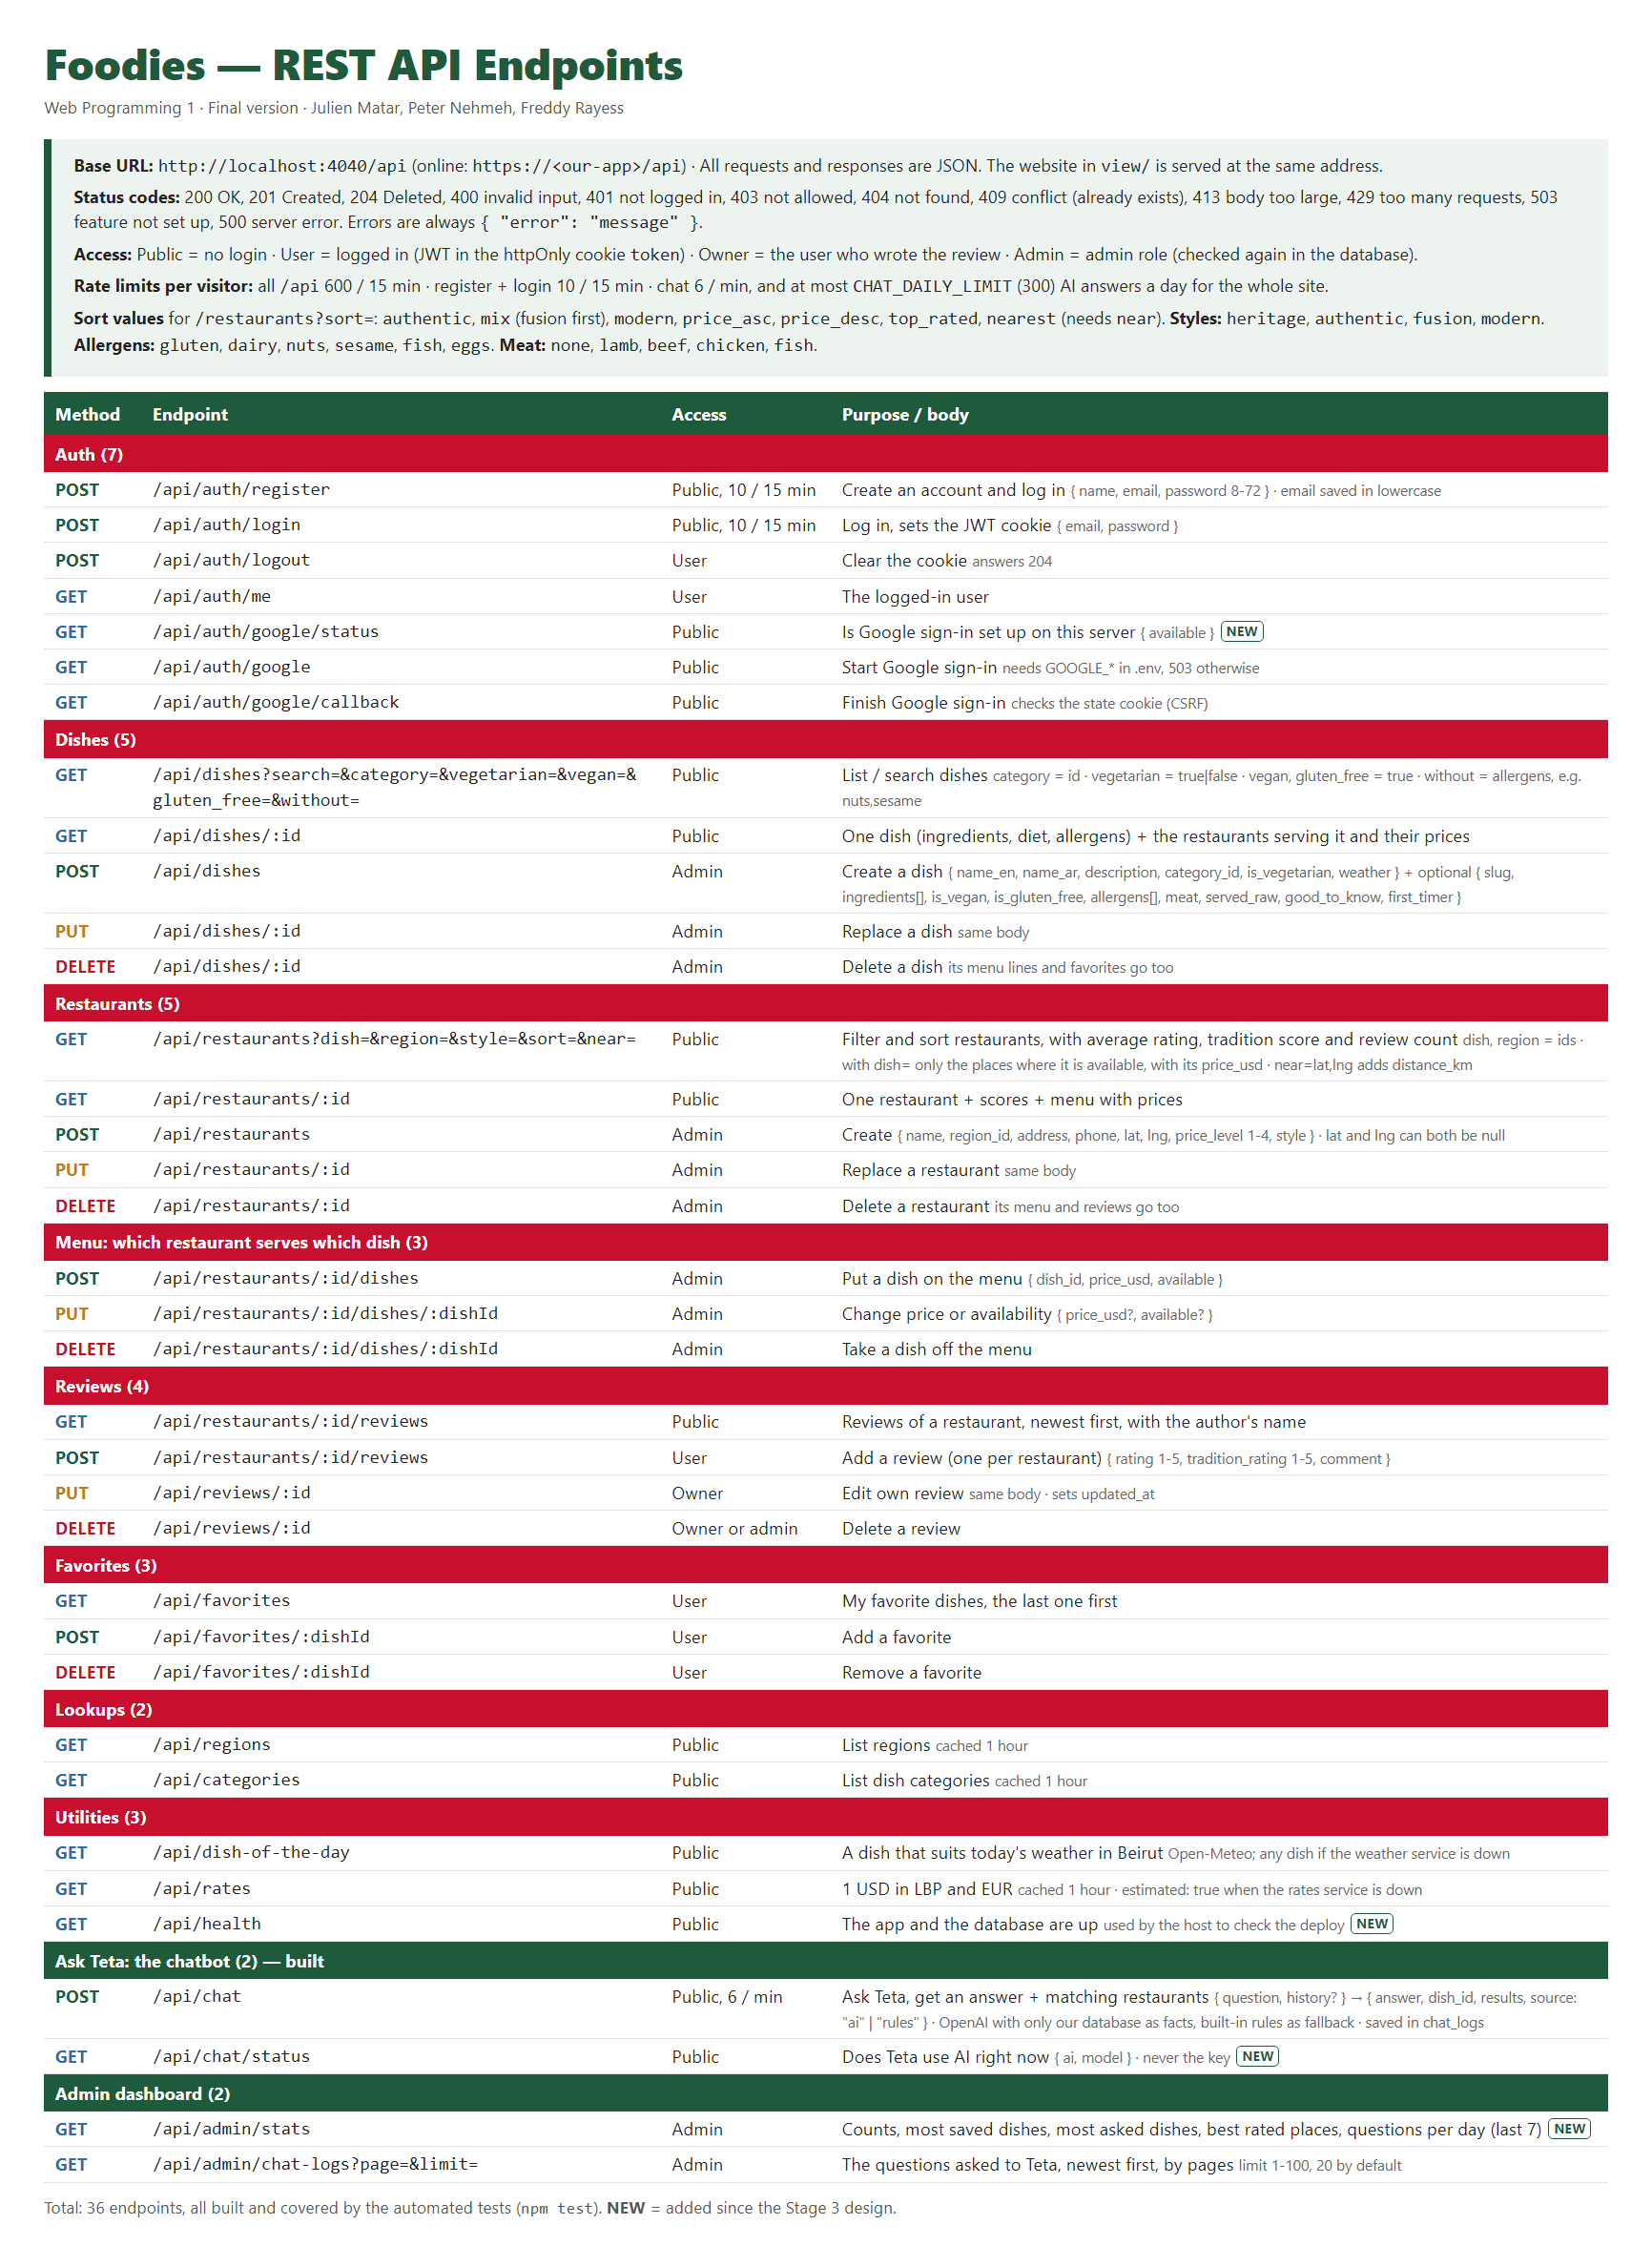 Foodies — REST API Endpoints
Web Programming 1 · Final version · Julien Matar, Peter Nehmeh, Freddy Rayess
Base URL: http://localhost:4040/api (online: https://<our-app>/api) · All requests and responses are JSON. The website in view/ is served at the same address.
Status codes: 200 OK, 201 Created, 204 Deleted, 400 invalid input, 401 not logged in, 403 not allowed, 404 not found, 409 conflict (already exists), 413 body too large, 429 too many requests, 503
feature not set up, 500 server error. Errors are always { "error": "message" }.
Access: Public = no login · User = logged in (JWT in the httpOnly cookie token) · Owner = the user who wrote the review · Admin = admin role (checked again in the database).
Rate limits per visitor: all /api 600 / 15 min · register + login 10 / 15 min · chat 6 / min, and at most CHAT_DAILY_LIMIT (300) AI answers a day for the whole site.
Sort values for /restaurants?sort=: authentic, mix (fusion first), modern, price_asc, price_desc, top_rated, nearest (needs near). Styles: heritage, authentic, fusion, modern.
Allergens: gluten, dairy, nuts, sesame, fish, eggs. Meat: none, lamb, beef, chicken, fish.
Method Endpoint Access Purpose / body
Auth (7)
POST /api/auth/register Public, 10 / 15 min Create an account and log in { name, email, password 8-72 } · email saved in lowercase
POST /api/auth/login Public, 10 / 15 min Log in, sets the JWT cookie { email, password }
POST /api/auth/logout User Clear the cookie answers 204
GET /api/auth/me User The logged-in user
GET /api/auth/google/status Public Is Google sign-in set up on this server { available } NEW
GET /api/auth/google Public Start Google sign-in needs GOOGLE_* in .env, 503 otherwise
GET /api/auth/google/callback Public Finish Google sign-in checks the state cookie (CSRF)
Dishes (5)
GET /api/dishes?search=&category=&vegetarian=&vegan=& Public List / search dishes category = id · vegetarian = true|false · vegan, gluten_free = true · without = allergens, e.g.
gluten_free=&without= nuts,sesame
GET /api/dishes/:id Public One dish (ingredients, diet, allergens) + the restaurants serving it and their prices
POST /api/dishes Admin Create a dish { name_en, name_ar, description, category_id, is_vegetarian, weather } + optional { slug,
ingredients[], is_vegan, is_gluten_free, allergens[], meat, served_raw, good_to_know, first_timer }
PUT /api/dishes/:id Admin Replace a dish same body
DELETE /api/dishes/:id Admin Delete a dish its menu lines and favorites go too
Restaurants (5)
GET /api/restaurants?dish=&region=&style=&sort=&near= Public Filter and sort restaurants, with average rating, tradition score and review count dish, region = ids ·
with dish= only the places where it is available, with its price_usd · near=lat,lng adds distance_km
GET /api/restaurants/:id Public One restaurant + scores + menu with prices
POST /api/restaurants Admin Create { name, region_id, address, phone, lat, lng, price_level 1-4, style } · lat and lng can both be null
PUT /api/restaurants/:id Admin Replace a restaurant same body
DELETE /api/restaurants/:id Admin Delete a restaurant its menu and reviews go too
Menu: which restaurant serves which dish (3)
POST /api/restaurants/:id/dishes Admin Put a dish on the menu { dish_id, price_usd, available }
PUT /api/restaurants/:id/dishes/:dishId Admin Change price or availability { price_usd?, available? }
DELETE /api/restaurants/:id/dishes/:dishId Admin Take a dish off the menu
Reviews (4)
GET /api/restaurants/:id/reviews Public Reviews of a restaurant, newest first, with the author's name
POST /api/restaurants/:id/reviews User Add a review (one per restaurant) { rating 1-5, tradition_rating 1-5, comment }
PUT /api/reviews/:id Owner Edit own review same body · sets updated_at
DELETE /api/reviews/:id Owner or admin Delete a review
Favorites (3)
GET /api/favorites User My favorite dishes, the last one first
POST /api/favorites/:dishId User Add a favorite
DELETE /api/favorites/:dishId User Remove a favorite
Lookups (2)
GET /api/regions Public List regions cached 1 hour
GET /api/categories Public List dish categories cached 1 hour
Utilities (3)
GET /api/dish-of-the-day Public A dish that suits today's weather in Beirut Open-Meteo; any dish if the weather service is down
GET /api/rates Public 1 USD in LBP and EUR cached 1 hour · estimated: true when the rates service is down
GET /api/health Public The app and the database are up used by the host to check the deploy NEW
Ask Teta: the chatbot (2) — built
POST /api/chat Public, 6 / min Ask Teta, get an answer + matching restaurants { question, history? } → { answer, dish_id, results, source:
"ai" | "rules" } · OpenAI with only our database as facts, built-in rules as fallback · saved in chat_logs
GET /api/chat/status Public Does Teta use AI right now { ai, model } · never the key NEW
Admin dashboard (2)
GET /api/admin/stats Admin Counts, most saved dishes, most asked dishes, best rated places, questions per day (last 7) NEW
GET /api/admin/chat-logs?page=&limit= Admin The questions asked to Teta, newest first, by pages limit 1-100, 20 by default
Total: 36 endpoints, all built and covered by the automated tests (npm test). NEW = added since the Stage 3 design.